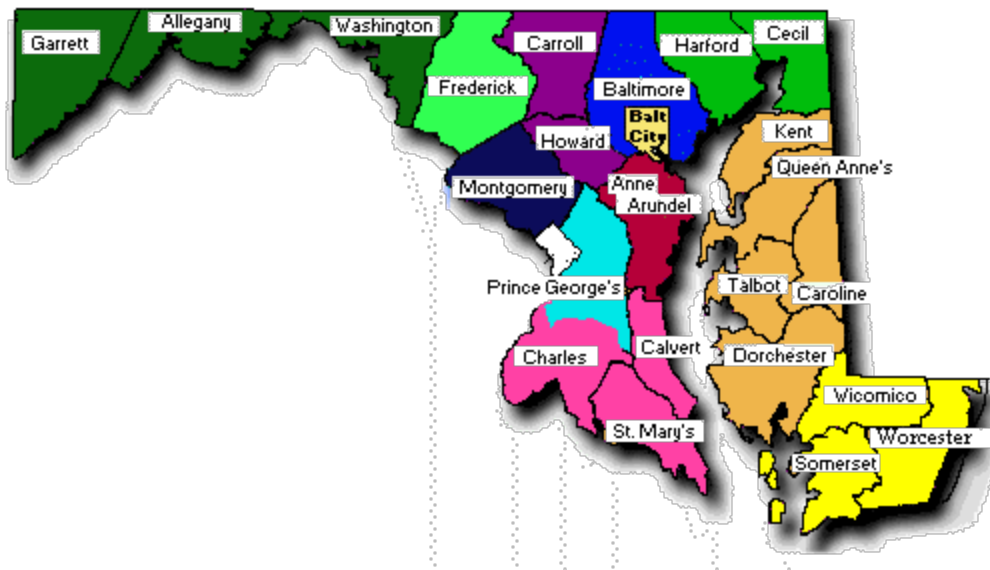 Garrett
Allegany
Washington
Frederick
Carroll
Baltimore
Harford
Cecil
Balt
City
Howard
Kent
Queen Anne's
Montgomery
Anne
Arundel
Prince George's
Talbot
Caroline
Charles
Calvert
Dorchester
Wicomico
St. Mary's
Worcester
Somerset